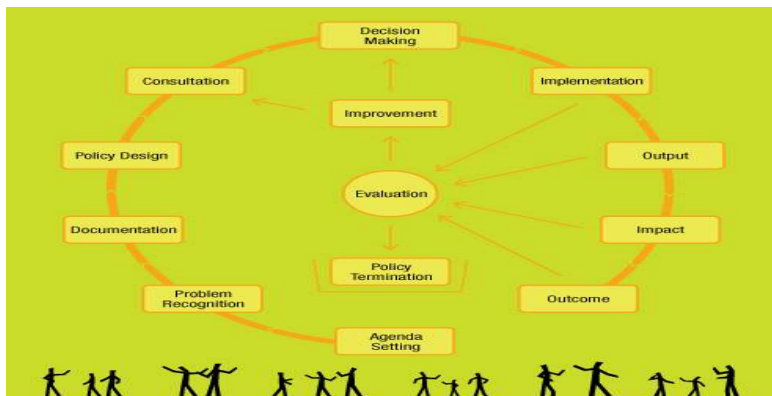 Decision
Making
Consultation
Implementation
Improvement
Policy Design
Output
Evaluation
Documentation
Impact
Policy
Termination
Problem
Recognition
Outcome
Agenda
Setting